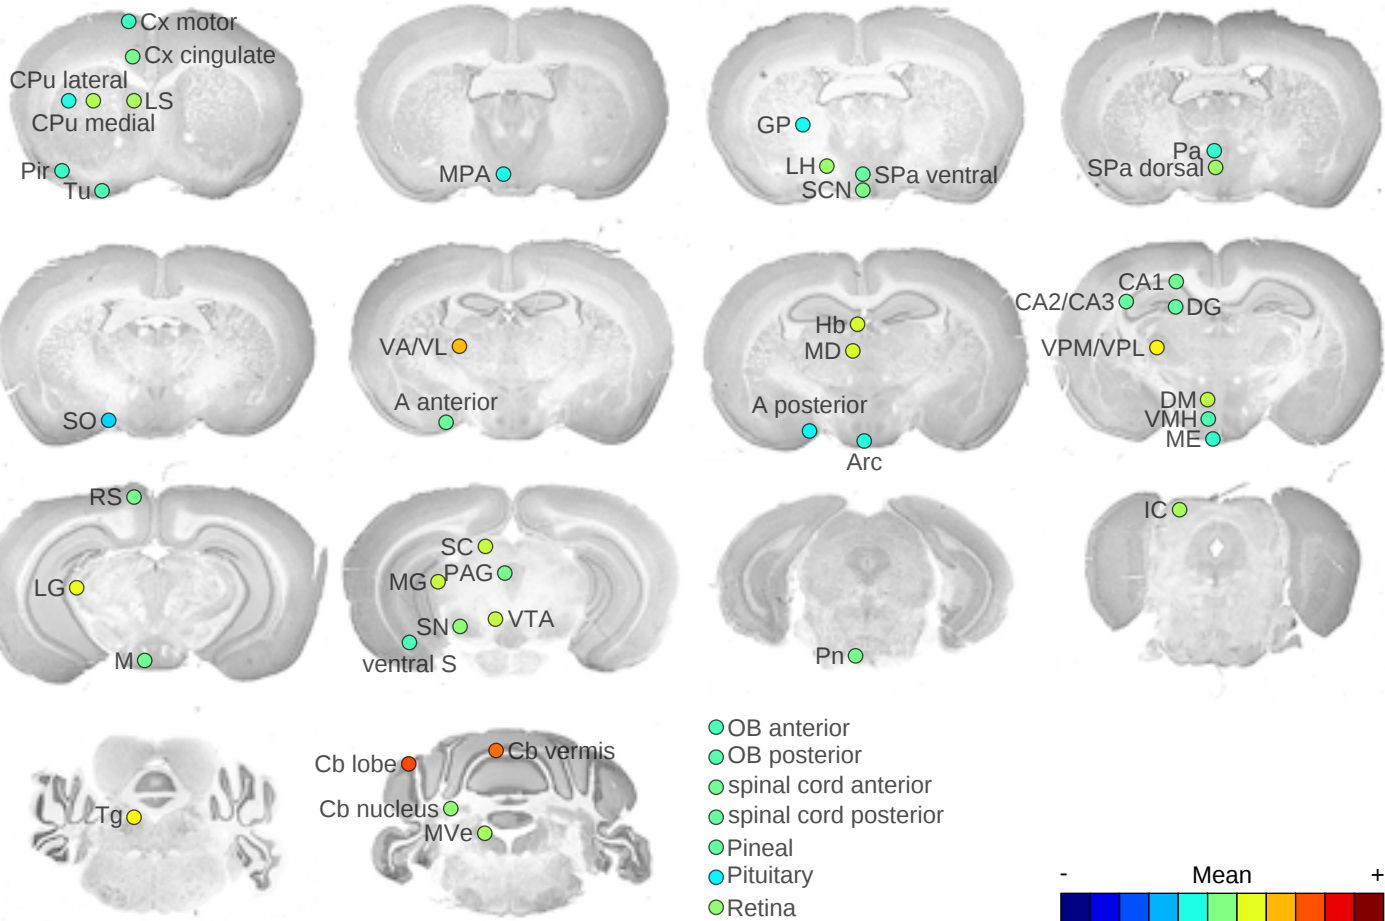 Cx motor
Cx cingulate
CPu lateral
LS
CPu medial
Pir
Tu
MPA
GP
LH
SPa ventral
SCN
Pa
SPa dorsal
SO
VA/VL
A anterior
Hb
MD
A posterior
Arc
CA1
CA2/CA3
DG
VPM/VPL
DM
VMH
ME
RS
LG
M
SC
PAG
MG
VTA
SN
ventral S
Pn
IC
Tg
Cb lobe
Cb vermis
Cb nucleus
MVe
OB anterior
OB posterior
spinal cord anterior
spinal cord posterior
Pineal
Pituitary
Retina
- Mean +